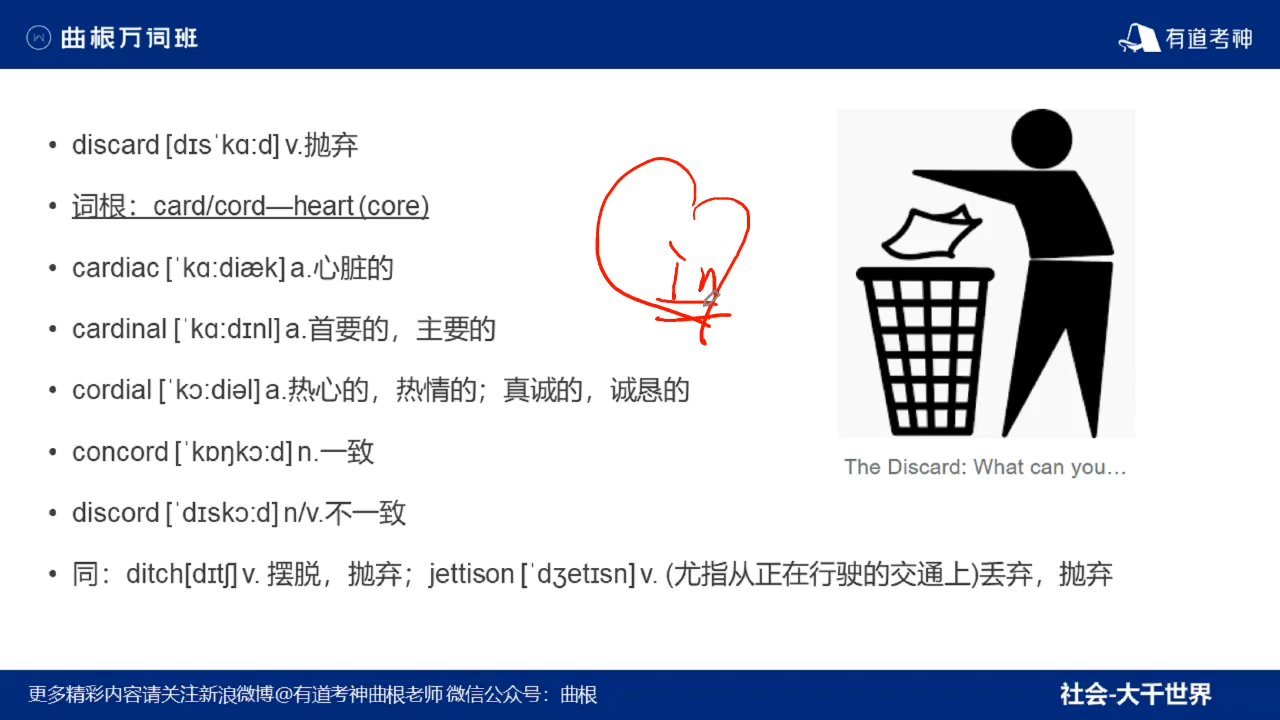 曲根万词班
有道考神
discard [dɪsˈkɑːd] v.抛弃
词根：card/cord—heart (core)
cardiac [ˈkɑːdiæk] a.心脏的
cardinal [ˈkɑːdɪnl] a.首要的，主要的
cordial [ˈkɔːdiəl] a.热心的，热情的；真诚的，诚恳的
concord [ˈkɒŋkɔːd] n.一致
discord [ˈdɪskɔːd] n/v.不一致
同：ditch[dɪtʃ] v. 摆脱，抛弃；jettison [ˈdʒetɪsn] v. (尤指从正在行驶的交通上)丢弃，抛弃
in
The Discard: What can you…
更多精彩内容请关注新浪微博@有道考神曲根老师 微信公众号：曲根
社会-大千世界